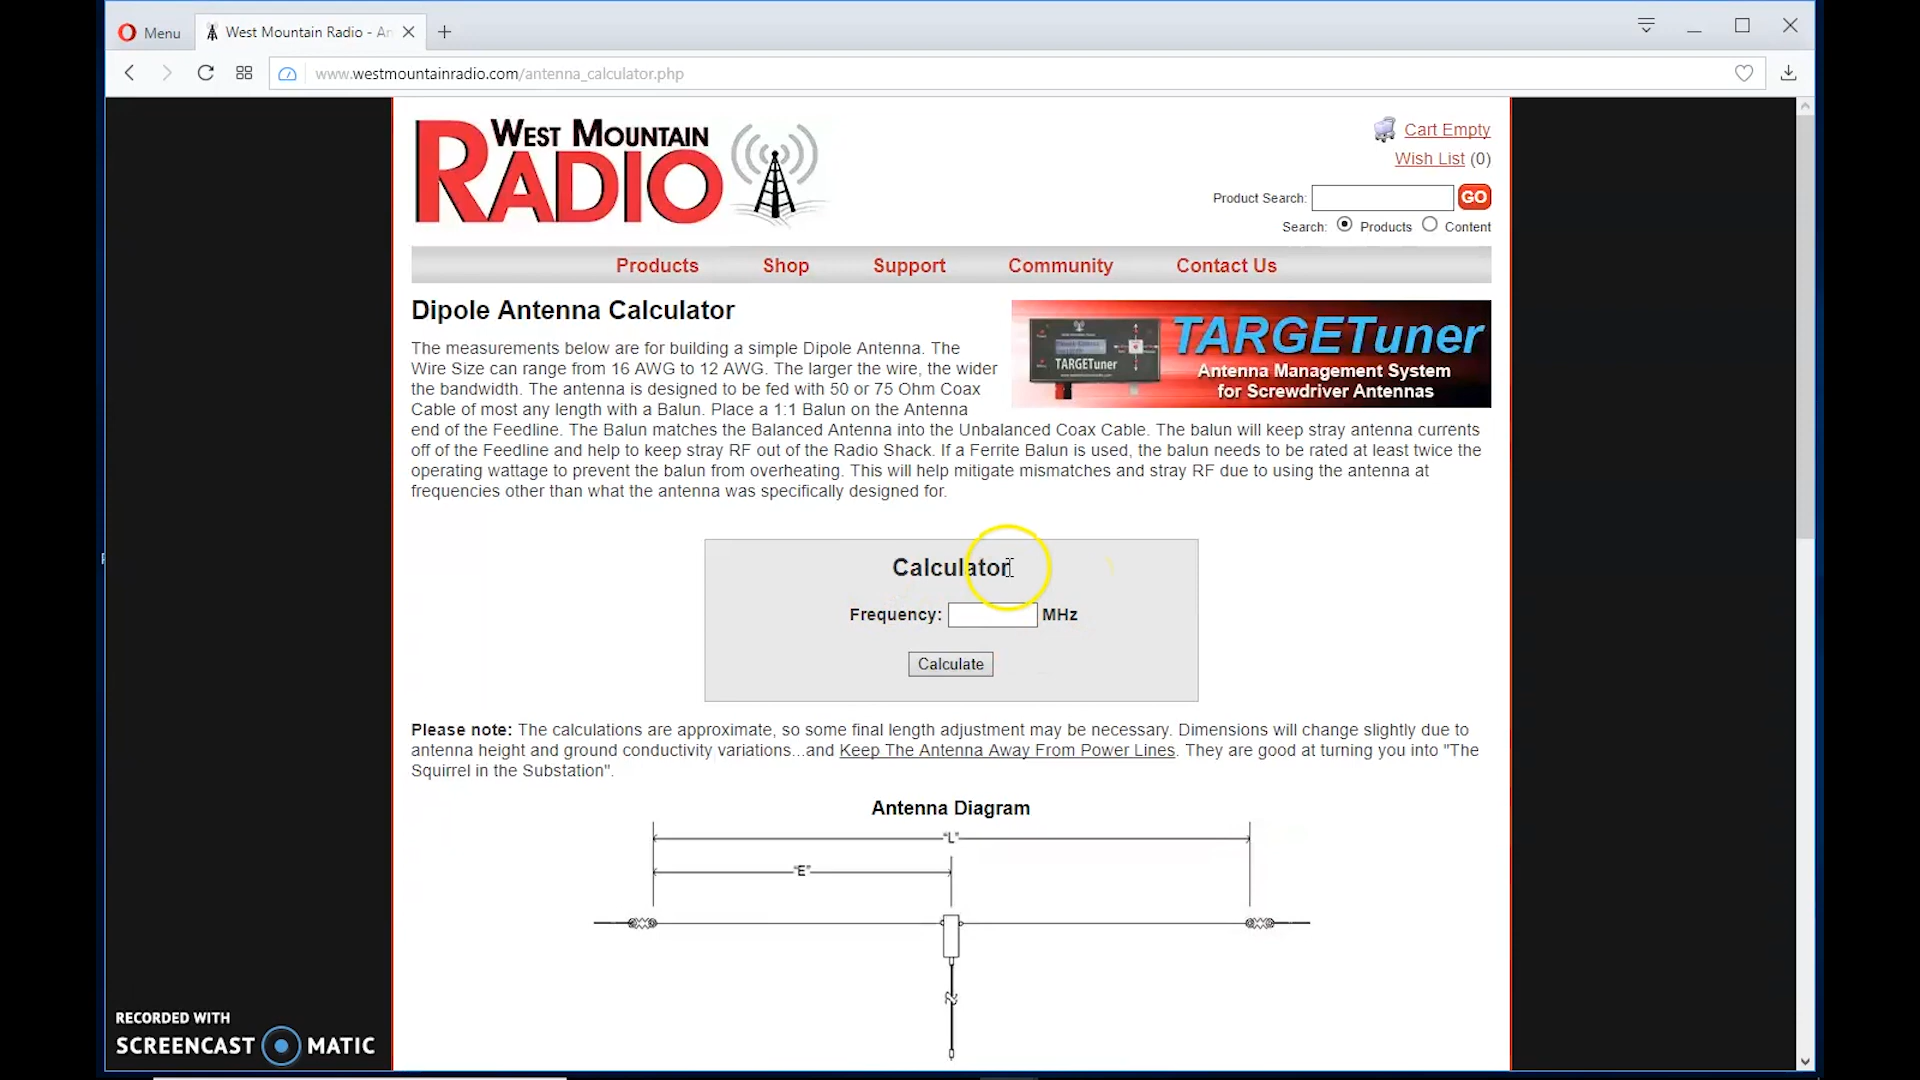 Menu
West Mountain Radio - An
www.westmountainradio.com/antenna_calculator.php
WEST MOUNTAIN
RADIO
Cart Empty
Wish List (0)
Product Search:
GO
Search: Products Content
Products Shop Support Community Contact Us
Dipole Antenna Calculator
The measurements below are for building a simple Dipole Antenna. The
Wire Size can range from 16 AWG to 12 AWG. The larger the wire, the wider
the bandwidth. The antenna is designed to be fed with 50 or 75 Ohm Coax
Cable of most any length with a Balun. Place a 1:1 Balun on the Antenna
end of the Feedline. The Balun matches the Balanced Antenna into the Unbalanced Coax Cable. The balun will keep stray antenna currents
off of the Feedline and help to keep stray RF out of the Radio Shack. If a Ferrite Balun is used, the balun needs to be rated at least twice the
operating wattage to prevent the balun from overheating. This will help mitigate mismatches and stray RF due to using the antenna at
frequencies other than what the antenna was specifically designed for.
TARGETuner
TARGETuner
Antenna Management System
for Screwdriver Antennas
Calculator
Frequency: MHz
Calculate
Please note: The calculations are approximate, so some final length adjustment may be necessary. Dimensions will change slightly due to
antenna height and ground conductivity variations...and Keep The Antenna Away From Power Lines. They are good at turning you into "The
Squirrel in the Substation".
Antenna Diagram
"L"
"E"
RECORDED WITH
SCREENCAST MATIC